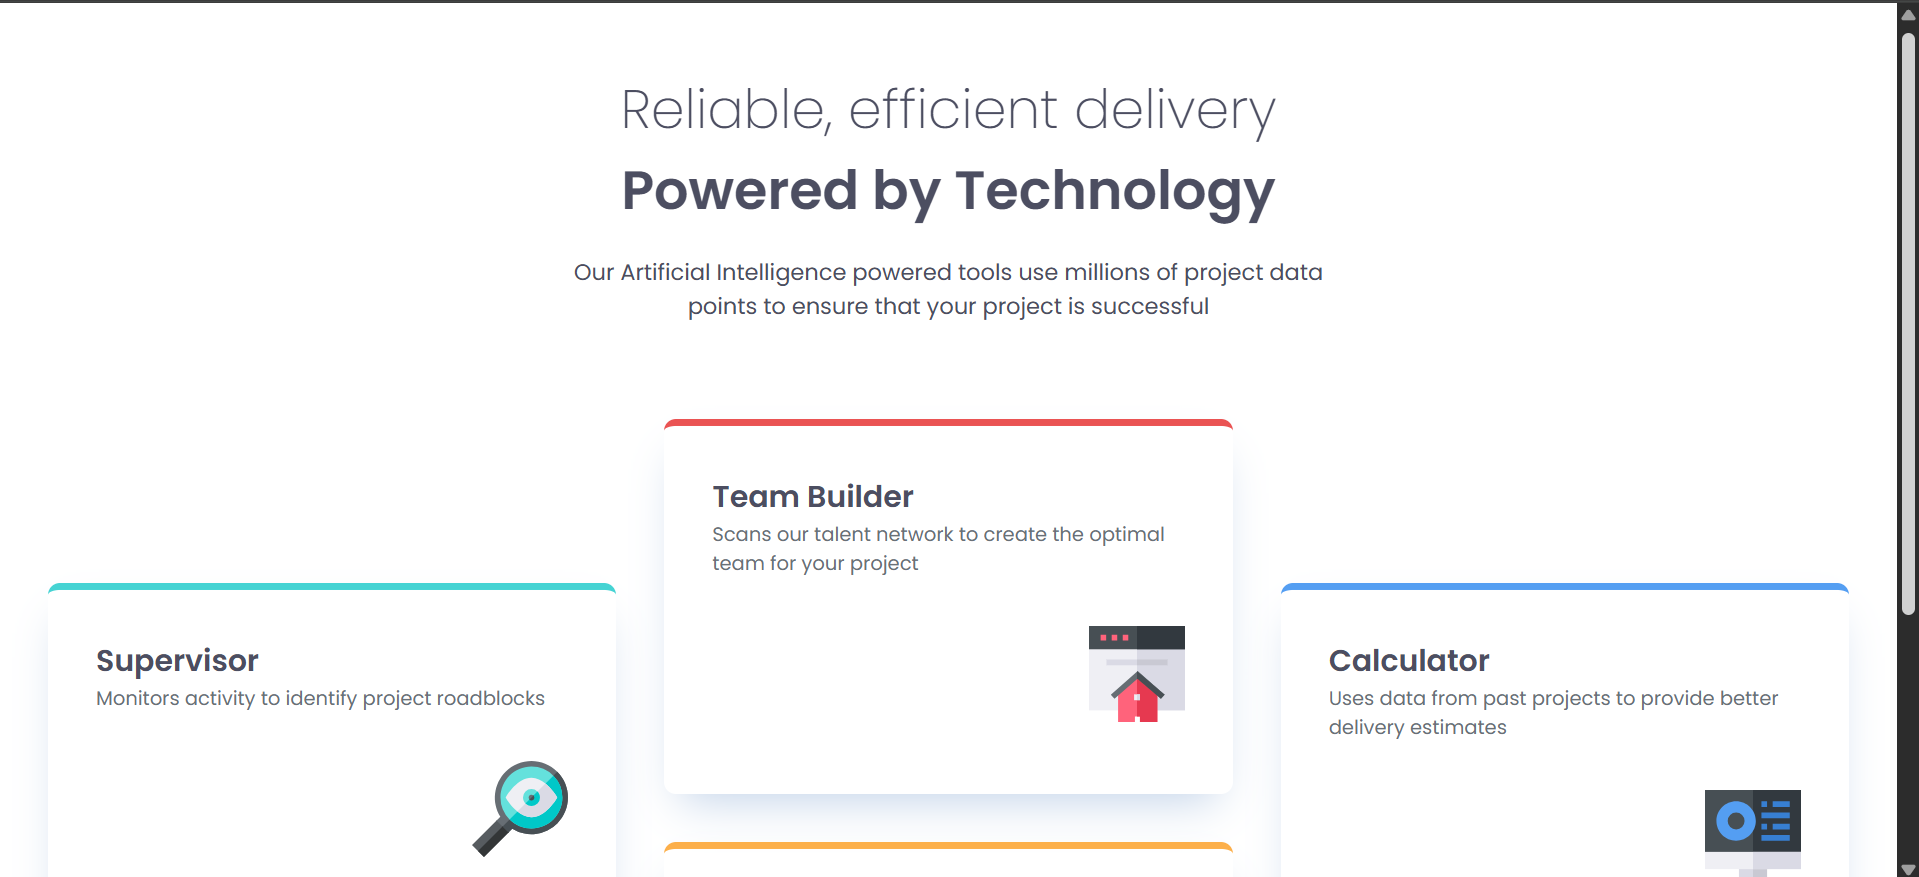 Reliable, efficient delivery
Powered by Technology
Our Artificial Intelligence powered tools use millions of project data
points to ensure that your project is successful
Team Builder
Scans our talent network to create the optimal
team for your project
Supervisor
Monitors activity to identify project roadblocks
Calculator
Uses data from past projects to provide better
delivery estimates